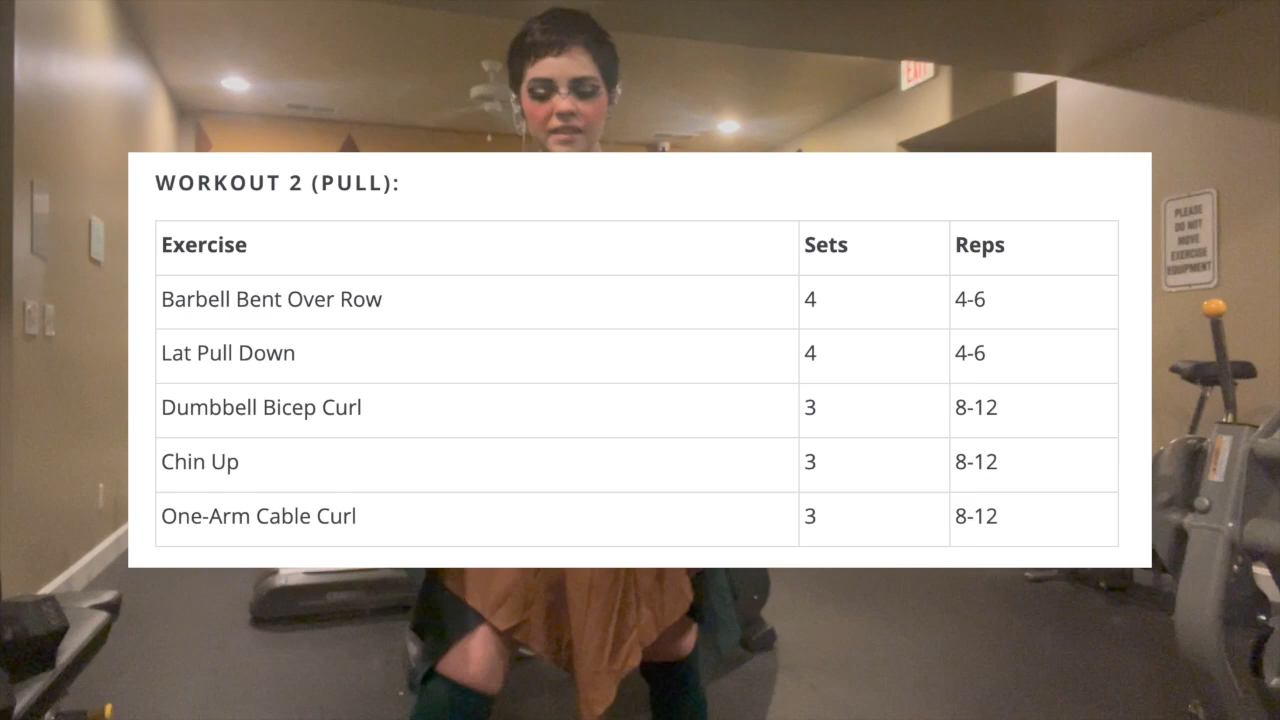 EXIT
WORKOUT 2 (PULL):
Exercise Sets Reps
Barbell Bent Over Row 4 4-6
Lat Pull Down 4 4-6
Dumbbell Bicep Curl 3 8-12
Chin Up 3 8-12
One-Arm Cable Curl 3 8-12
PLEASE
DO NOT
MOVE
EXERCISE
EQUIPMENT